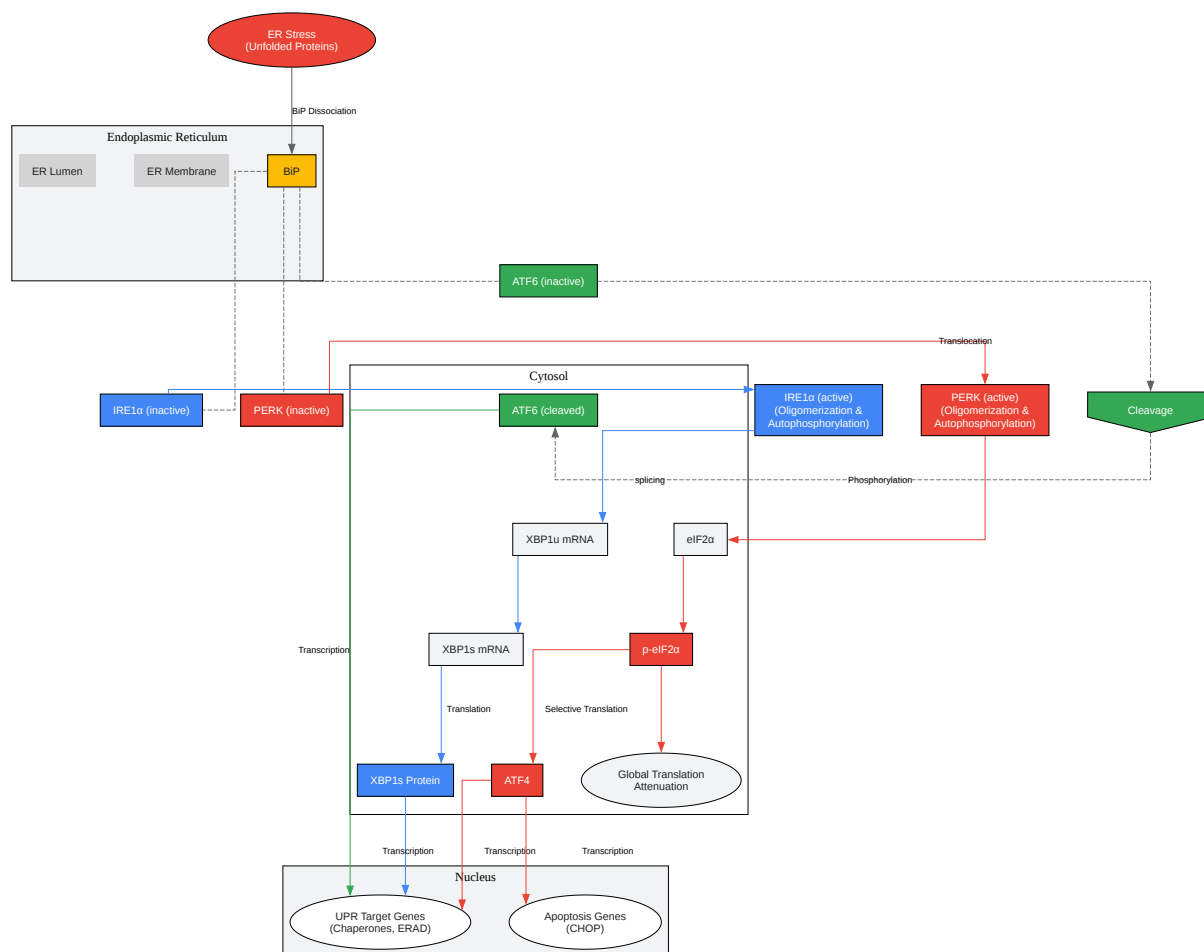 ER Stress
(Unfolded Proteins)
BiP Dissociation
Endoplasmic Reticulum
ER Lumen
ER Membrane
BiP
ATF6 (inactive)
Translocation
Cytosol
IRE1α (inactive)
PERK (inactive)
ATF6 (cleaved)
IRE1α (active)
(Oligomerization &
Autophosphorylation)
PERK (active)
(Oligomerization &
Autophosphorylation)
Cleavage
splicing
Phosphorylation
XBP1u mRNA
eIF2α
Transcription
XBP1s mRNA
p-eIF2α
Translation
Selective Translation
XBP1s Protein
ATF4
Global Translation
Attenuation
Transcription
Transcription
Transcription
Nucleus
UPR Target Genes
(Chaperones, ERAD)
Apoptosis Genes
(CHOP)